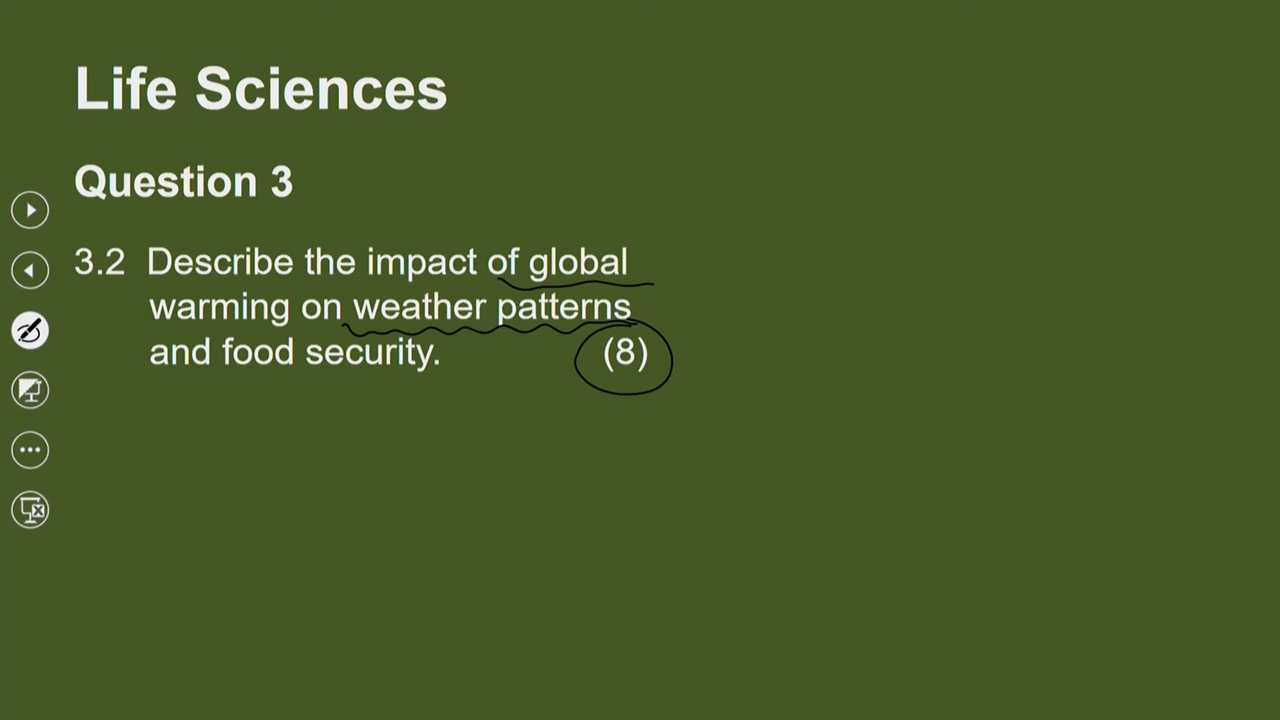 Life Sciences
Question 3
3.2 Describe the impact of global
warming on weather patterns
and food security. (8)